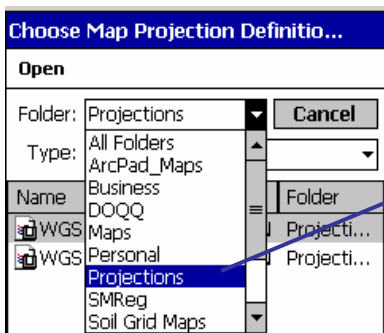 Choose Map Projection Definitio...
Open
Folder: Projections Cancel
Type:
All Folders
ArcPad_Maps
Business
DOQQ
Maps
Personal
Projections
SMReg
Soil Grid Maps
Name Folder
WGS Projecti...
WGS Projecti...